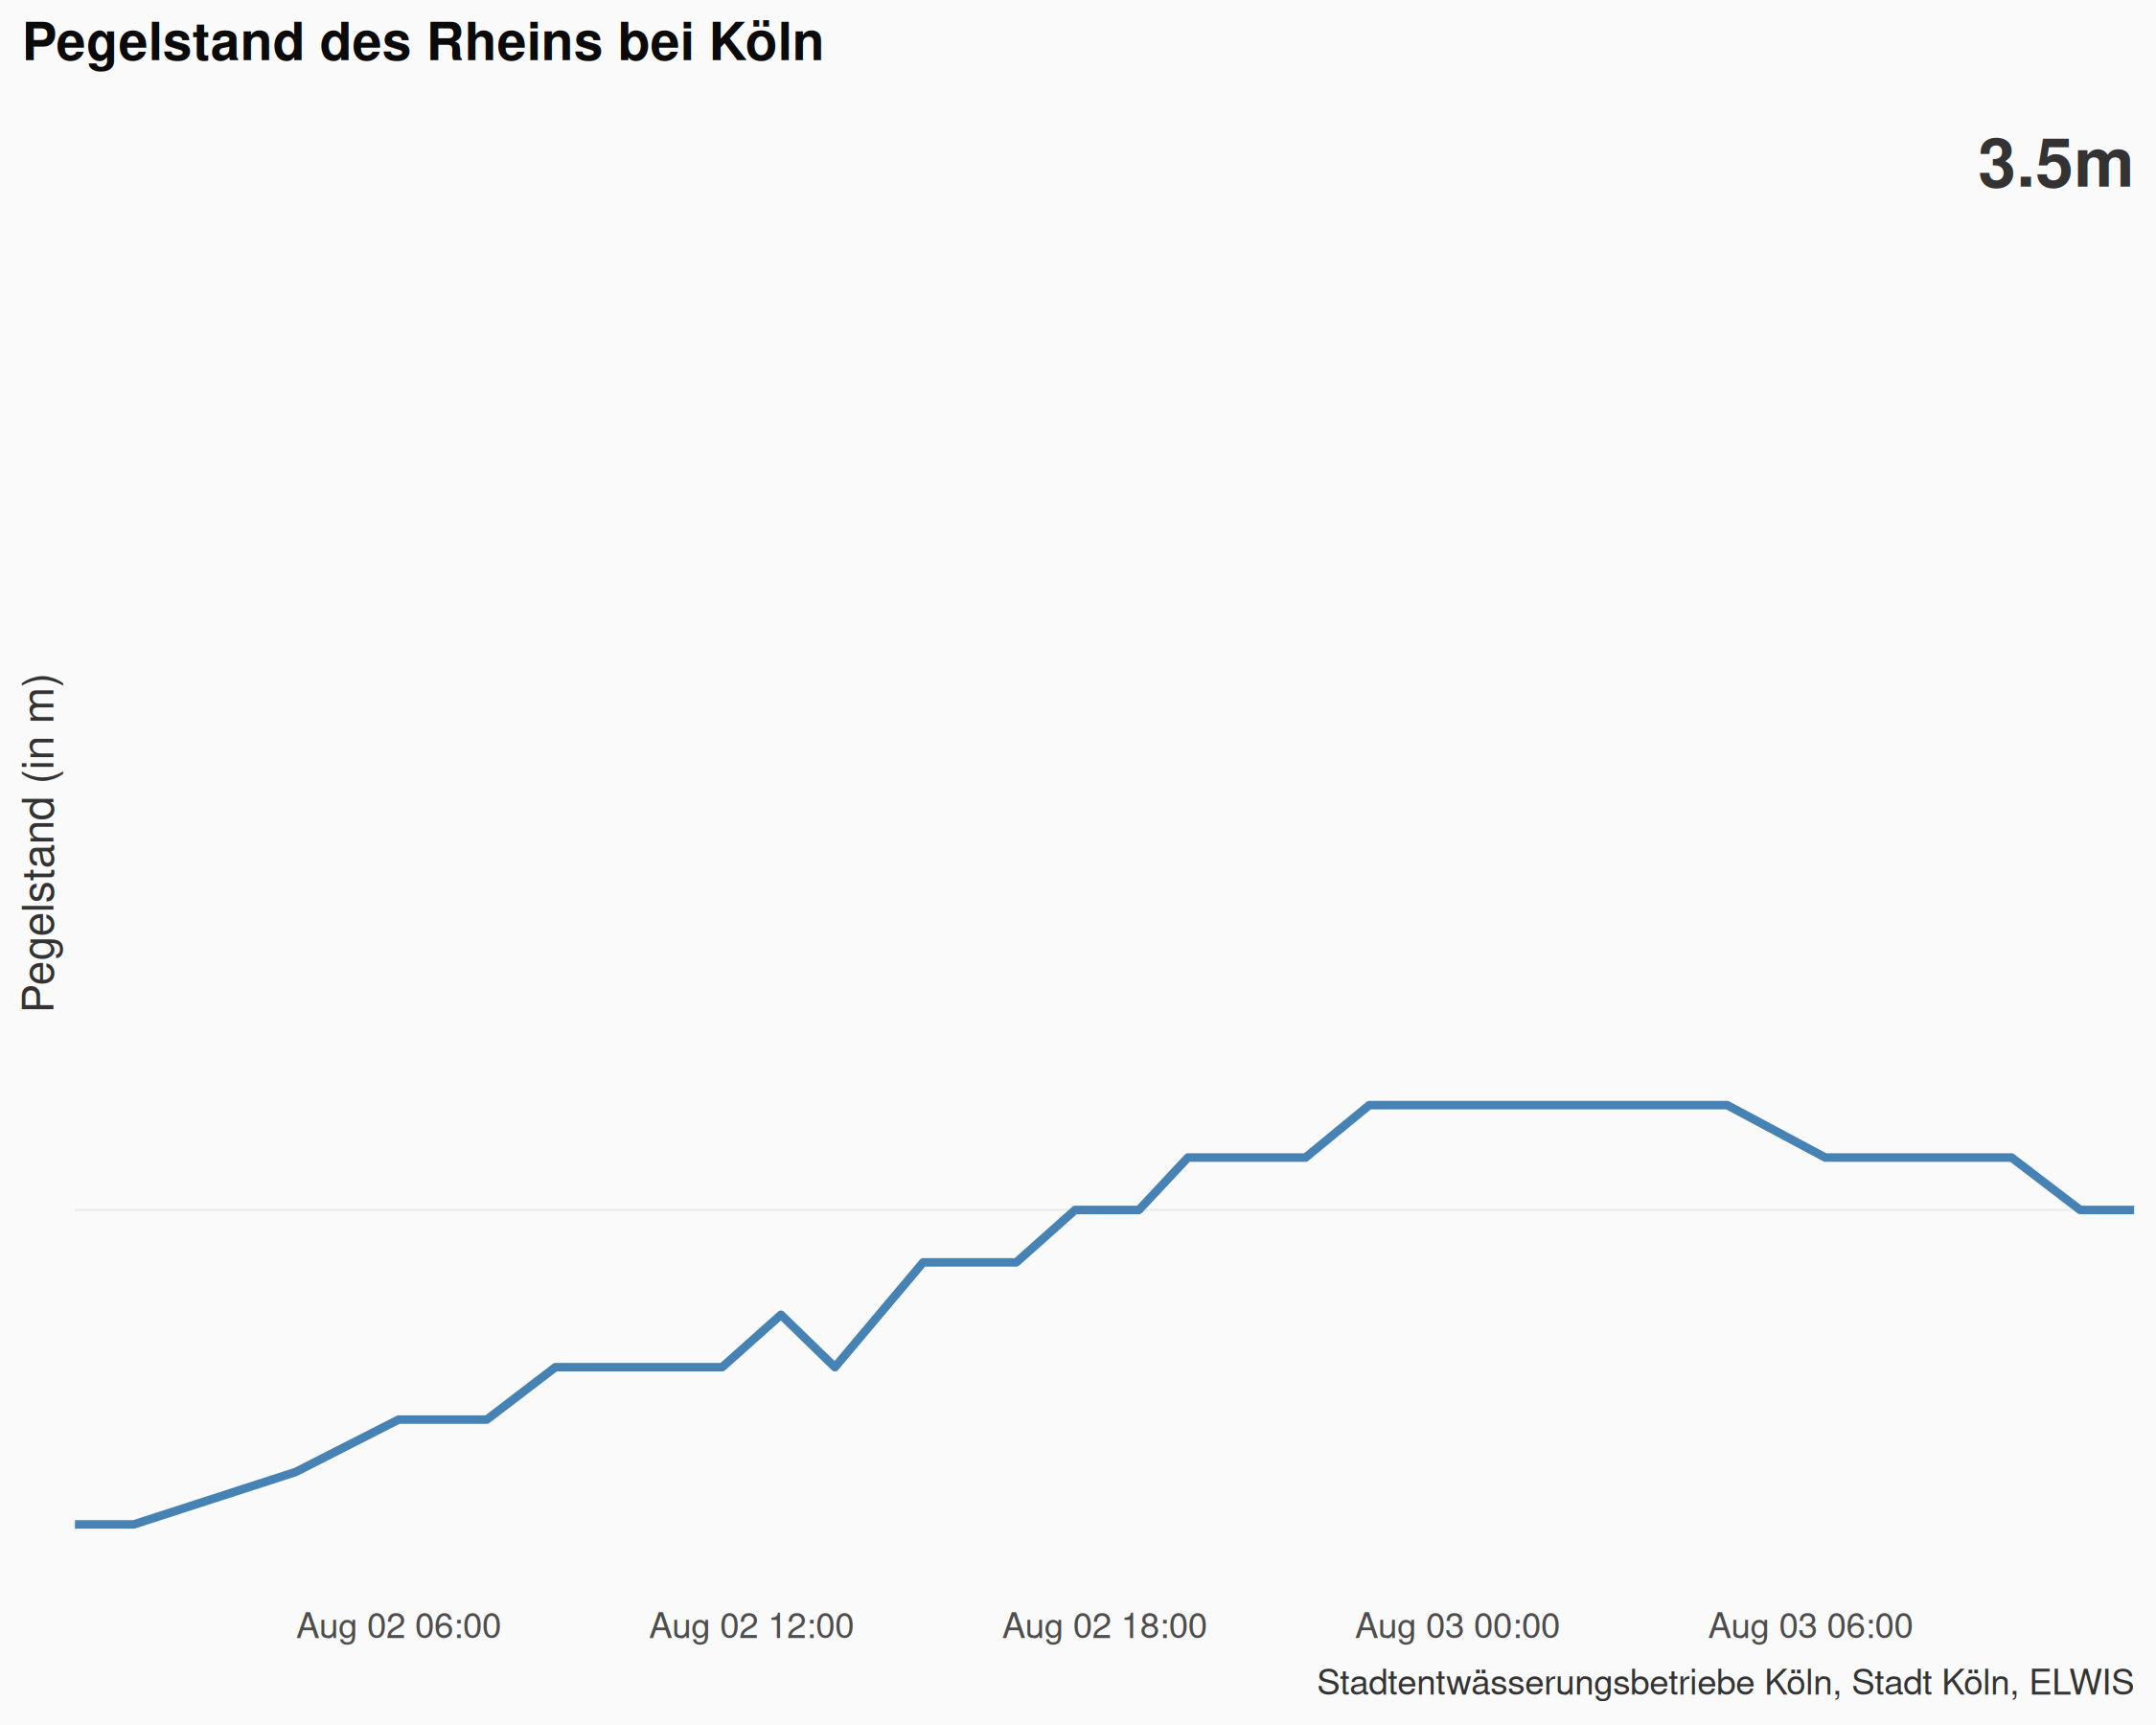 Pegelstand des Rheins bei Köln
3.5m
Pegelstand (in m)
Aug 02 06:00 Aug 02 12:00 Aug 02 18:00 Aug 03 00:00 Aug 03 06:00
Stadtentwässerungsbetriebe Köln, Stadt Köln, ELWIS